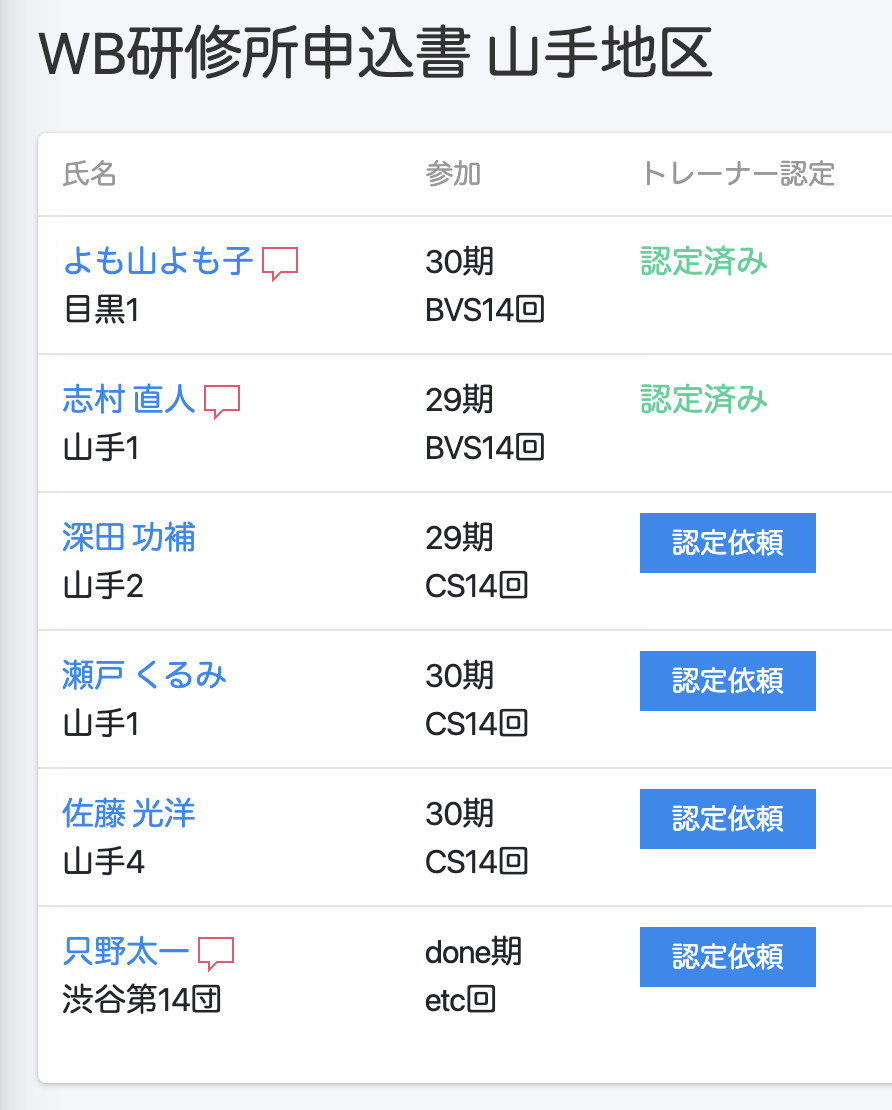 WB研修所申込書 山手地区
氏名 参加 トレーナー認定
よも山よも子 30期 認定済み
目黒1 BVS14回
志村 直人 29期 認定済み
山手1 BVS14回
深田 功補 29期 認定依頼
山手2 CS14回
瀬戸 くるみ 30期 認定依頼
山手1 CS14回
佐藤 光洋 30期 認定依頼
山手4 CS14回
只野太一 done期 認定依頼
渋谷第14団 etc回